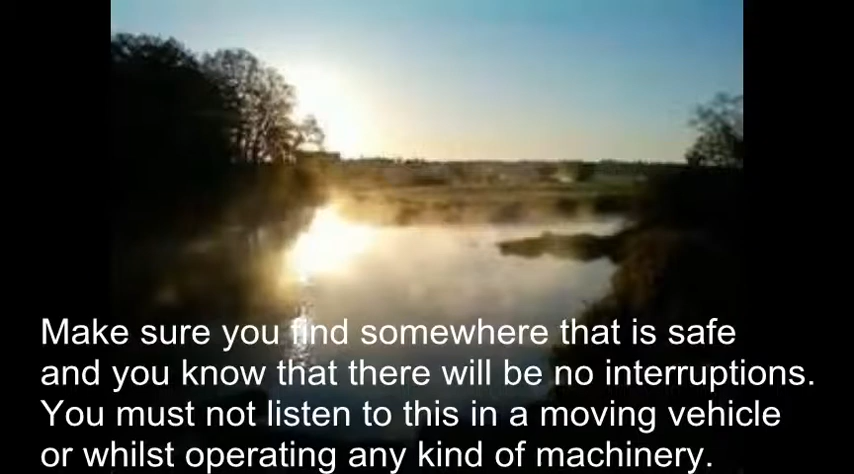 Make sure you find somewhere that is safe
and you know that there will be no interruptions.
You must not listen to this in a moving vehicle
or whilst operating any kind of machinery.